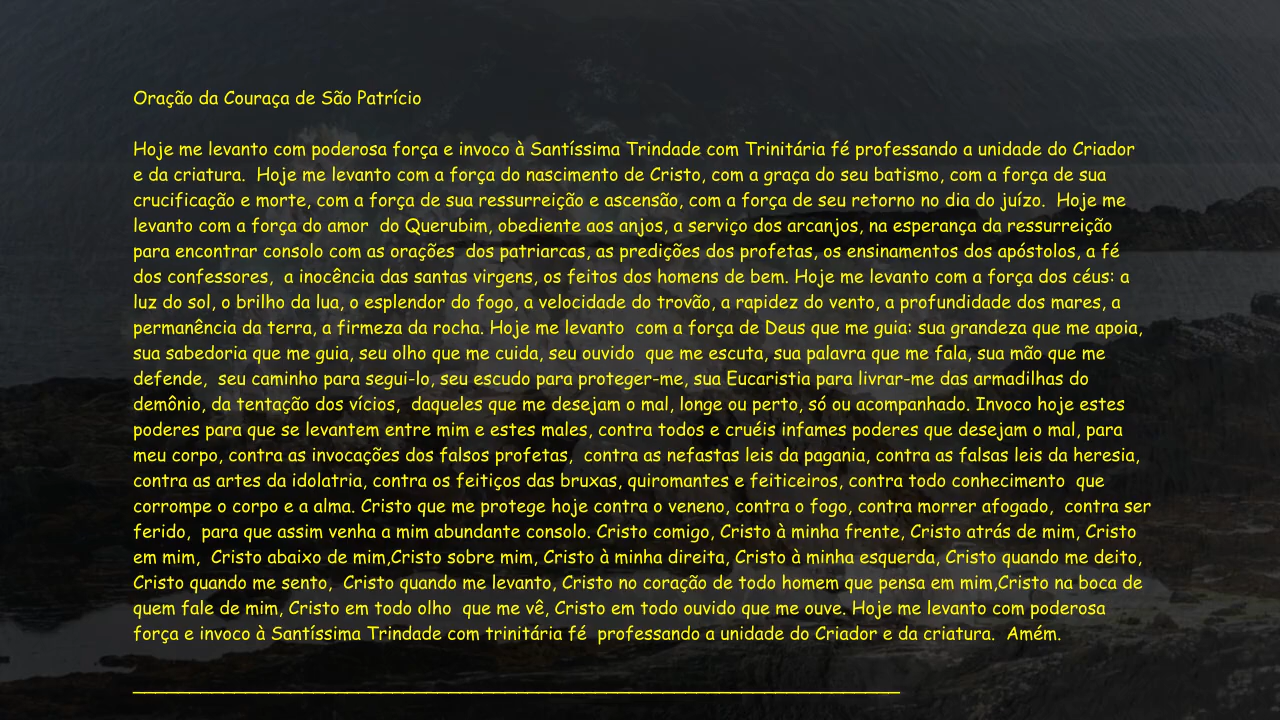 Oração da Couraça de São Patrício
Hoje me levanto com poderosa força e invoco à Santíssima Trindade com Trinitária fé professando a unidade do Criador
e da criatura.  Hoje me levanto com a força do nascimento de Cristo, com a graça do seu batismo, com a força de sua
crucificação e morte, com a força de sua ressurreição e ascensão, com a força de seu retorno no dia do juízo.  Hoje me
levanto com a força do amor  do Querubim, obediente aos anjos, a serviço dos arcanjos, na esperança da ressurreição
para encontrar consolo com as orações  dos patriarcas, as predições dos profetas, os ensinamentos dos apóstolos, a fé
dos confessores,  a inocência das santas virgens, os feitos dos homens de bem. Hoje me levanto com a força dos céus: a
luz do sol, o brilho da lua, o esplendor do fogo, a velocidade do trovão, a rapidez do vento, a profundidade dos mares, a
permanência da terra, a firmeza da rocha. Hoje me levanto  com a força de Deus que me guia: sua grandeza que me apoia,
sua sabedoria que me guia, seu olho que me cuida, seu ouvido  que me escuta, sua palavra que me fala, sua mão que me
defende,  seu caminho para segui-lo, seu escudo para proteger-me, sua Eucaristia para livrar-me das armadilhas do
demônio, da tentação dos vícios,  daqueles que me desejam o mal, longe ou perto, só ou acompanhado. Invoco hoje estes
poderes para que se levantem entre mim e estes males, contra todos e cruéis infames poderes que desejam o mal, para
meu corpo, contra as invocações dos falsos profetas,  contra as nefastas leis da pagania, contra as falsas leis da heresia,
contra as artes da idolatria, contra os feitiços das bruxas, quiromantes e feiticeiros, contra todo conhecimento  que
corrompe o corpo e a alma. Cristo que me protege hoje contra o veneno, contra o fogo, contra morrer afogado,  contra ser
ferido,  para que assim venha a mim abundante consolo. Cristo comigo, Cristo à minha frente, Cristo atrás de mim, Cristo
em mim,  Cristo abaixo de mim,Cristo sobre mim, Cristo à minha direita, Cristo à minha esquerda, Cristo quando me deito,
Cristo quando me sento,  Cristo quando me levanto, Cristo no coração de todo homem que pensa em mim,Cristo na boca de
quem fale de mim, Cristo em todo olho  que me vê, Cristo em todo ouvido que me ouve. Hoje me levanto com poderosa
força e invoco à Santíssima Trindade com trinitária fé  professando a unidade do Criador e da criatura.  Amém.
______________________________________________________________________